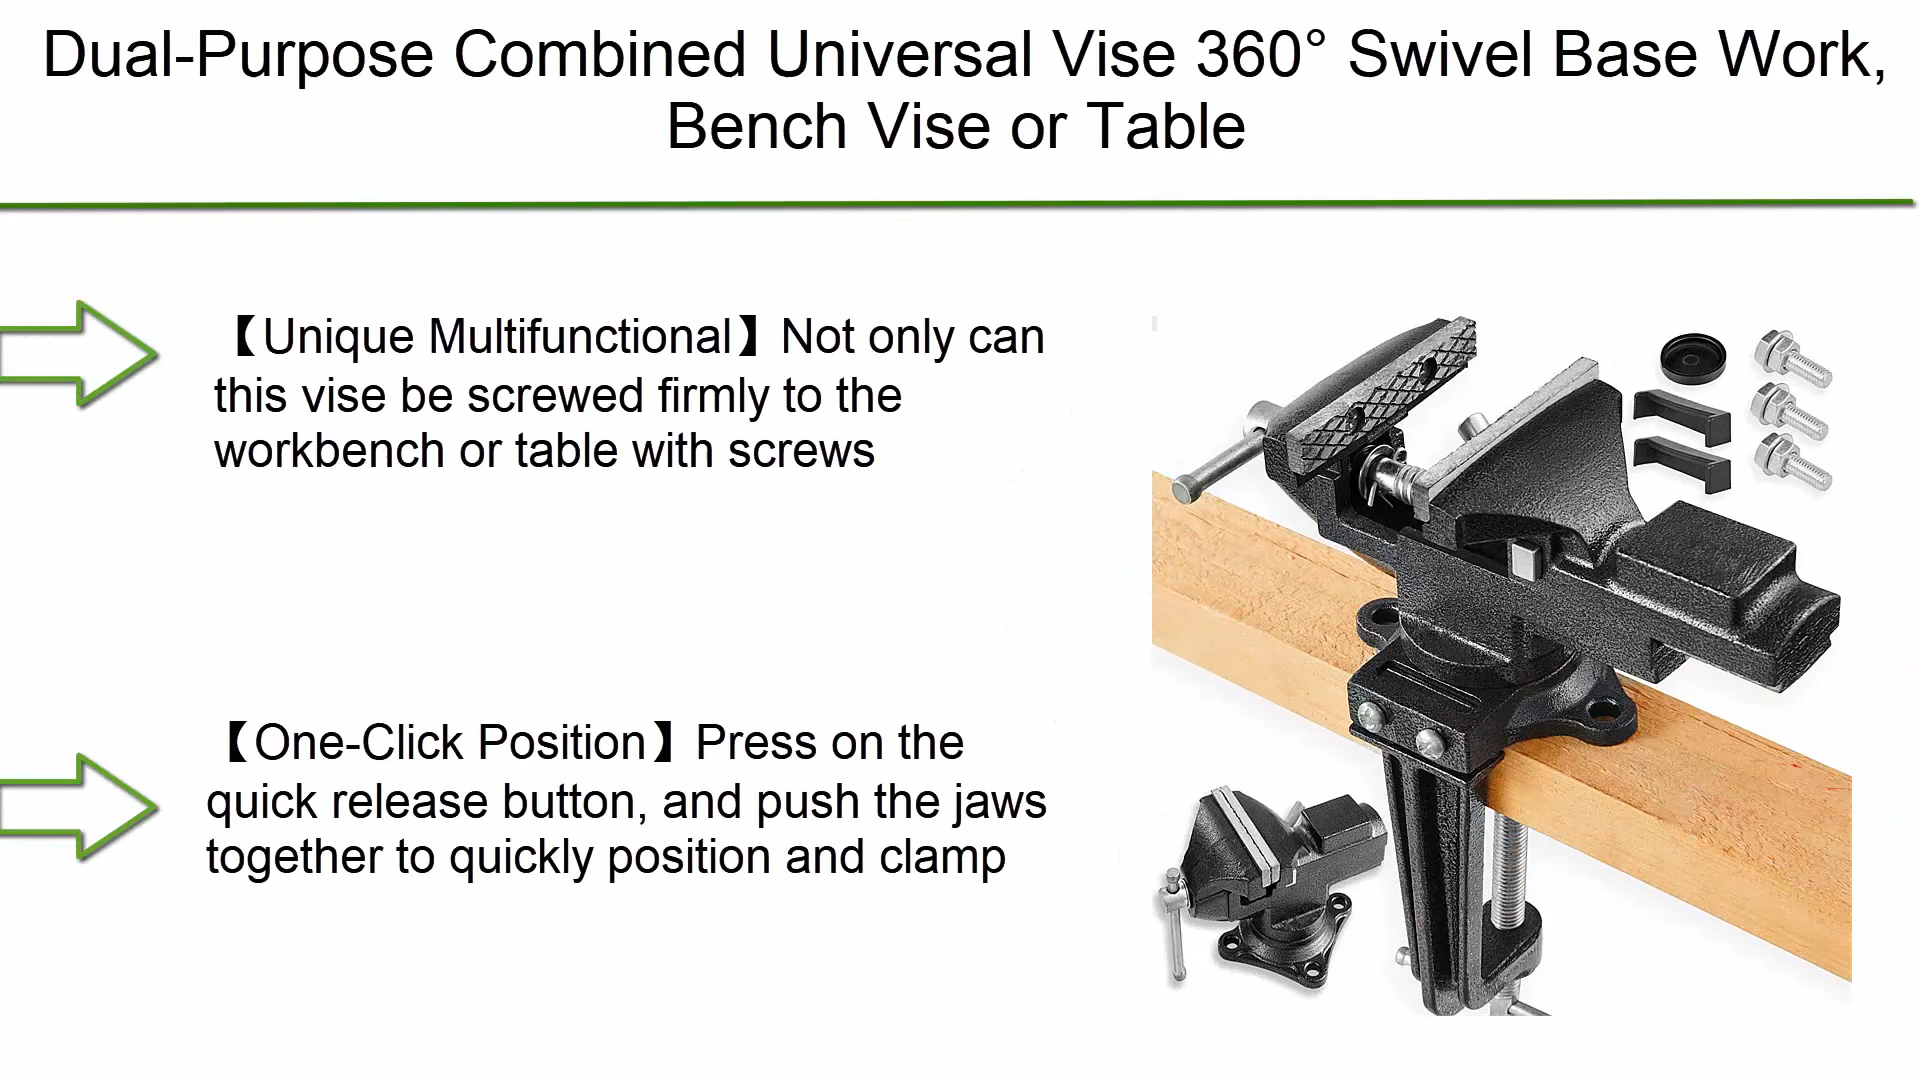 Dual-Purpose Combined Universal Vise 360° Swivel Base Work,
Bench Vise or Table
【Unique Multifunctional】Not only can
this vise be screwed firmly to the
workbench or table with screws
【One-Click Position】Press on the
quick release button, and push the jaws
together to quickly position and clamp